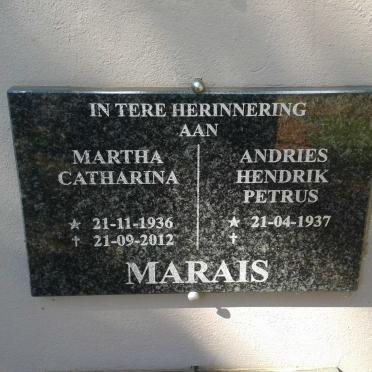 IN TERE HERINNERING
AAN
MARTHA
CATHARINA
★ 21-11-1936
† 21-09-2012
ANDRIES
HENDRIK
PETRUS
★ 21-04-1937
†
MARAIS